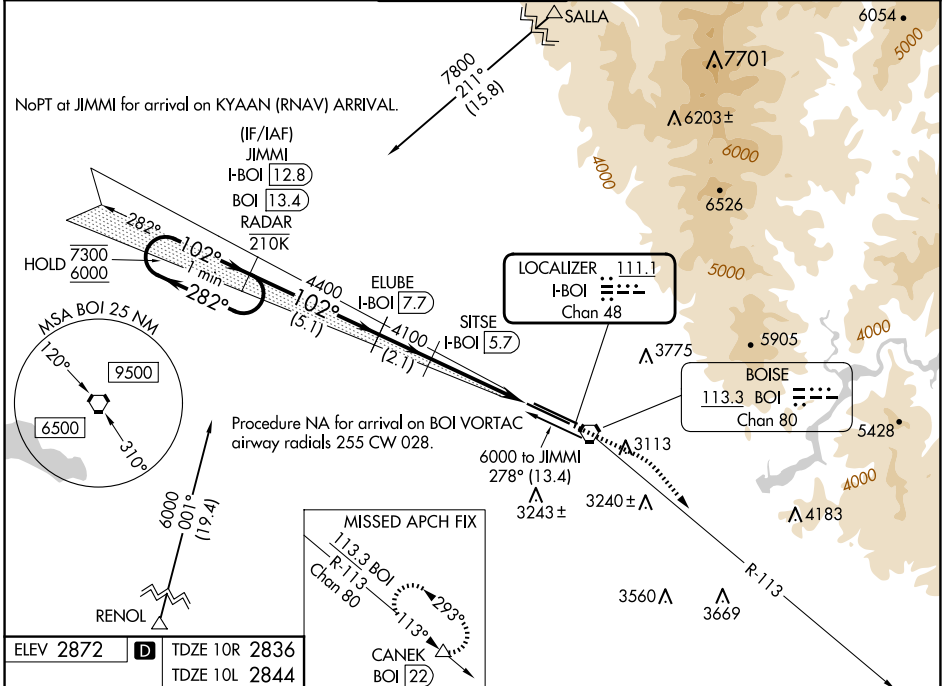 SALLA
6054
5000
7701
7800
211°
(15.8)
NoPT at JIMMI for arrival on KYAAN (RNAV) ARRIVAL.
6203±
(IF/IAF)
JIMMI
I-BOI 12.8
BOI 13.4
RADAR
210K
4000
6000
6526
282°
102°
1 min
282°
HOLD 7300
6000
4400
102°
(5.1)
ELUBE
I-BOI 7.7
4100
(2.1)
SITSE
I-BOI 5.7
LOCALIZER 111.1
I-BOI
Chan 48
5000
5905
4000
3775
MSA BOI 25 NM
120°
9500
6500
310°
BOISE
113.3 BOI
Chan 80
5428
Procedure NA for arrival on BOI VORTAC
airway radials 255 CW 028.
6000 to JIMMI
278° (13.4)
3113
3243±
3240±
4000
4183
6000
001°
(19.4)
RENOL
MISSED APCH FIX
113.3 BOI
R-113
Chan 80
293°
113°
CANEK
BOI 22
R-113
3560
3669
ELEV 2872
D
TDZE 10R 2836
TDZE 10L 2844